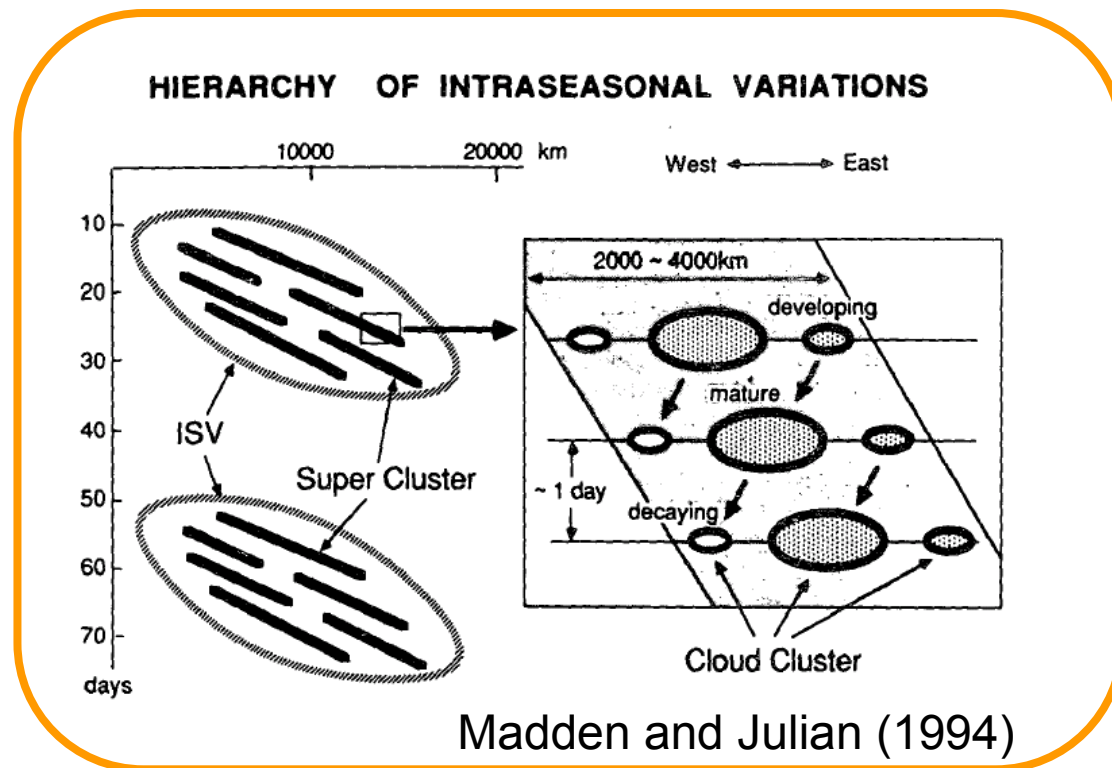 HIERARCHY OF INTRASEASONAL VARIATIONS
10000 20000 km
West East
10
20
30
40
50
60
70
days
ISV
Super Cluster
2000 ~ 4000km
developing
mature
~ 1 day
decaying
Cloud Cluster
Madden and Julian (1994)